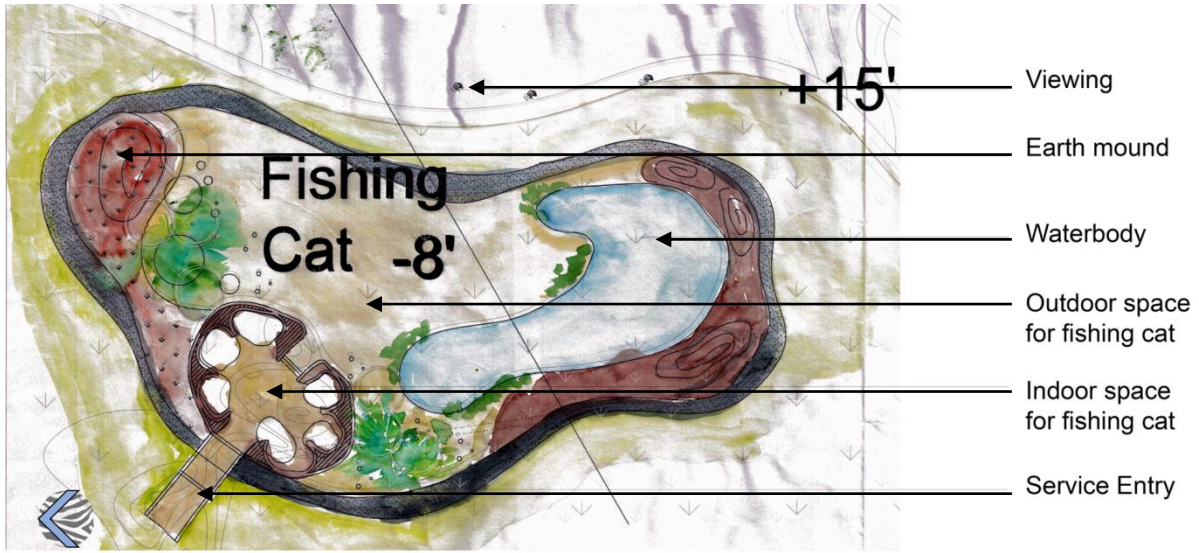 Viewing
+15'
Earth mound
Fishing
Cat -8'
Waterbody
Outdoor space
for fishing cat
Indoor space
for fishing cat
Service Entry